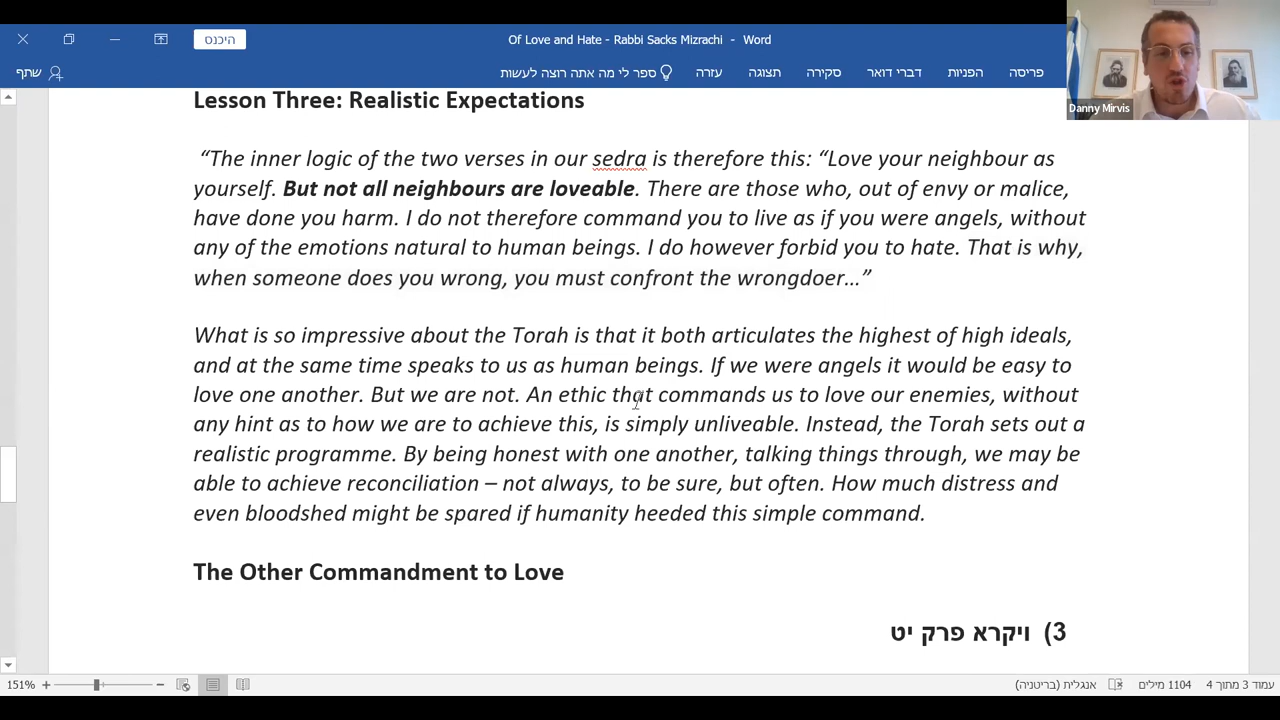 היכנס
Of Love and Hate - Rabbi Sacks Mizrachi - Word
שתף
ספר לי מה אתה רוצה לעשות
עזרה
תצוגה
סקירה
דברי דואר
הפניות
פריסה
Danny Mirvis
Lesson Three: Realistic Expectations
“The inner logic of the two verses in our sedra is therefore this: “Love your neighbour as
yourself. But not all neighbours are loveable. There are those who, out of envy or malice,
have done you harm. I do not therefore command you to live as if you were angels, without
any of the emotions natural to human beings. I do however forbid you to hate. That is why,
when someone does you wrong, you must confront the wrongdoer…”
What is so impressive about the Torah is that it both articulates the highest of high ideals,
and at the same time speaks to us as human beings. If we were angels it would be easy to
love one another. But we are not. An ethic that commands us to love our enemies, without
any hint as to how we are to achieve this, is simply unliveable. Instead, the Torah sets out a
realistic programme. By being honest with one another, talking things through, we may be
able to achieve reconciliation – not always, to be sure, but often. How much distress and
even bloodshed might be spared if humanity heeded this simple command.
The Other Commandment to Love
3) ויקרא פרק יט
151%
אנגלית (בריטניה)
1104 מילים
עמוד 3 מתוך 4